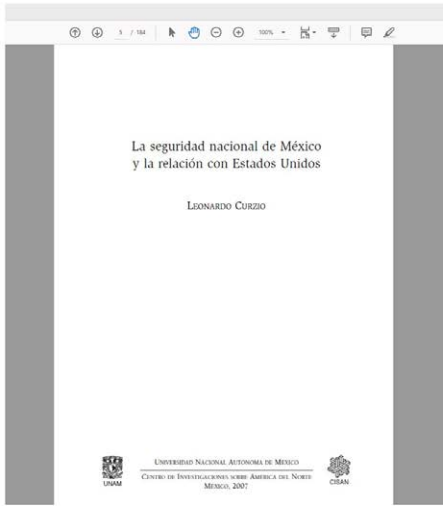 5 / 184
100%
La seguridad nacional de México
y la relación con Estados Unidos
LEONARDO CURZIO
UNIVERSIDAD NACIONAL AUTÓNOMA DE MÉXICO
CENTRO DE INVESTIGACIONES SOBRE AMÉRICA DEL NORTE
MÉXICO, 2007
UNAM
CISAN